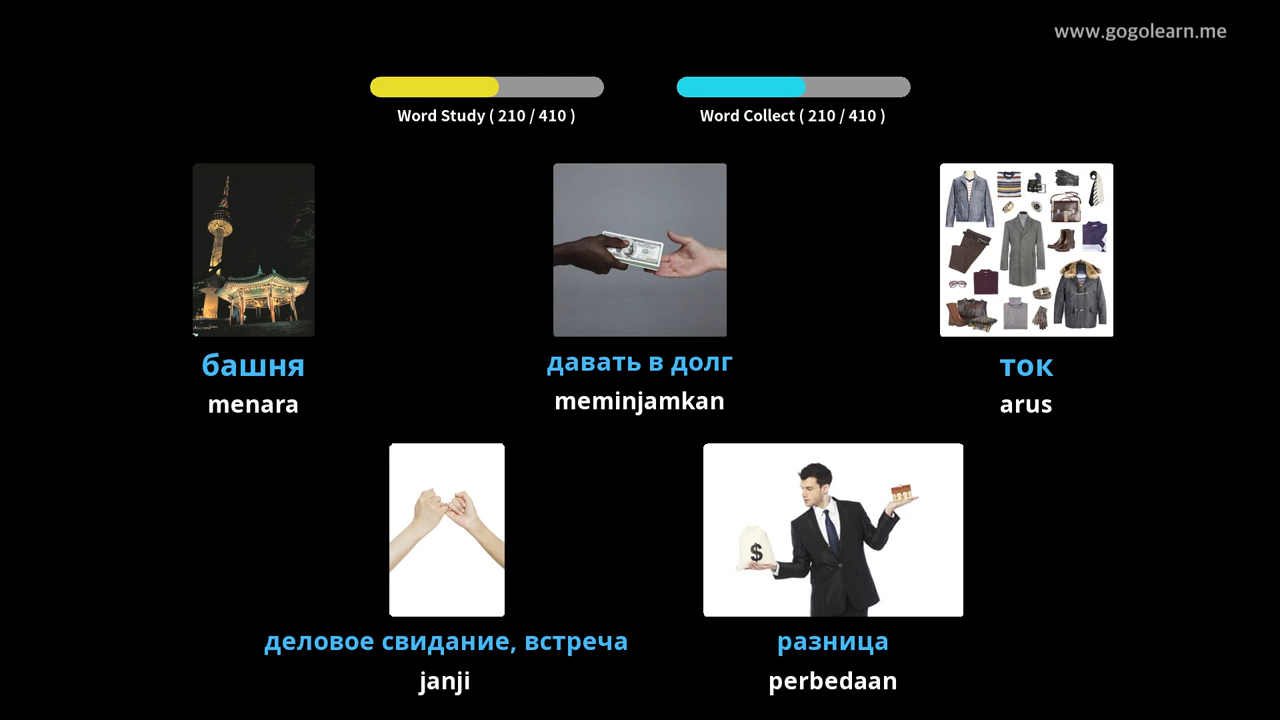 www.gogolearn.me
Word Study ( 210 / 410 )
Word Collect ( 210 / 410 )
башня
menara
давать в долг
meminjamkan
ток
arus
$
деловое свидание, встреча
janji
разница
perbedaan